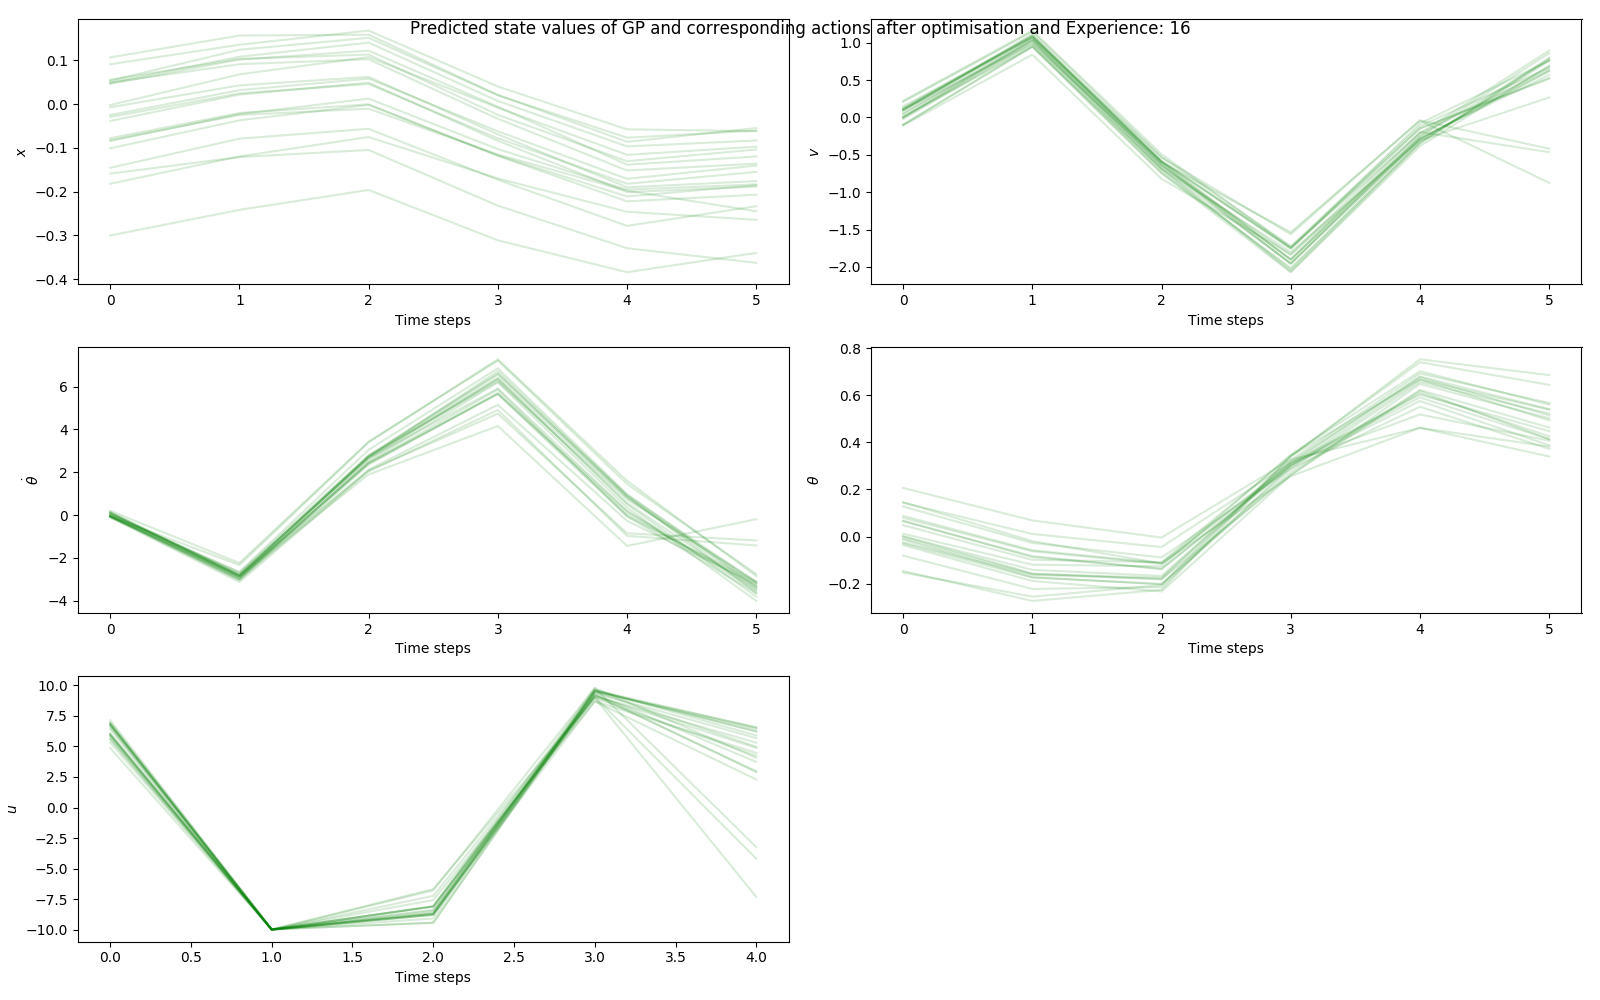 Predicted state values of GP and corresponding actions after optimisation and Experience: 16
0.1
0.0
−0.1
−0.2
−0.3
−0.4
x
0 1 2 3 4 5
Time steps
1.0
0.5
0.0
−0.5
−1.0
−1.5
−2.0
v
0 1 2 3 4 5
Time steps
6
4
2
0
−2
−4
θ̇
0 1 2 3 4 5
Time steps
0.8
0.6
0.4
0.2
0.0
−0.2
θ
0 1 2 3 4 5
Time steps
10.0
7.5
5.0
2.5
0.0
−2.5
−5.0
−7.5
−10.0
u
0.0 0.5 1.0 1.5 2.0 2.5 3.0 3.5 4.0
Time steps